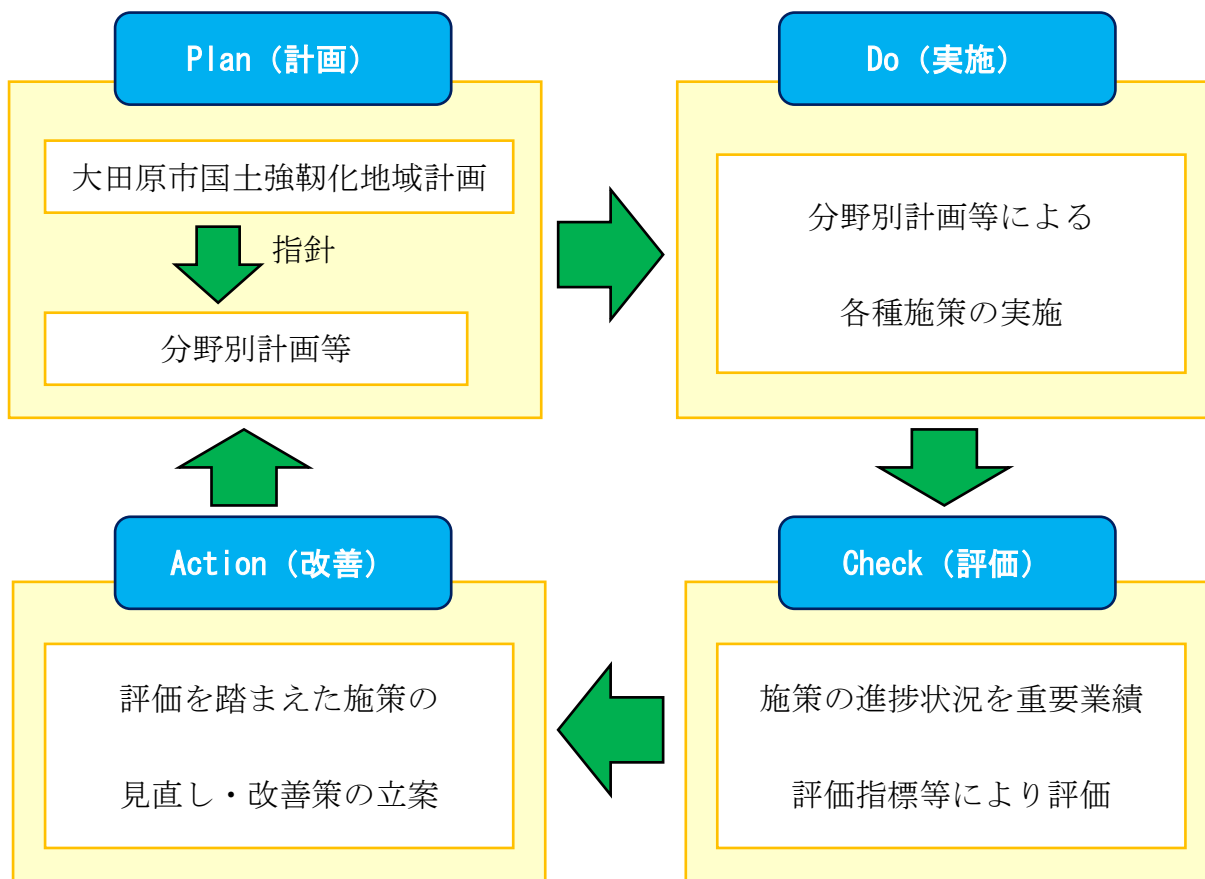 Plan（計画）
大田原市国土強靭化地域計画
指針
分野別計画等
Do（実施）
分野別計画等による
各種施策の実施
Check（評価）
施策の進捗状況を重要業績
評価指標等により評価
Action（改善）
評価を踏まえた施策の
見直し・改善策の立案